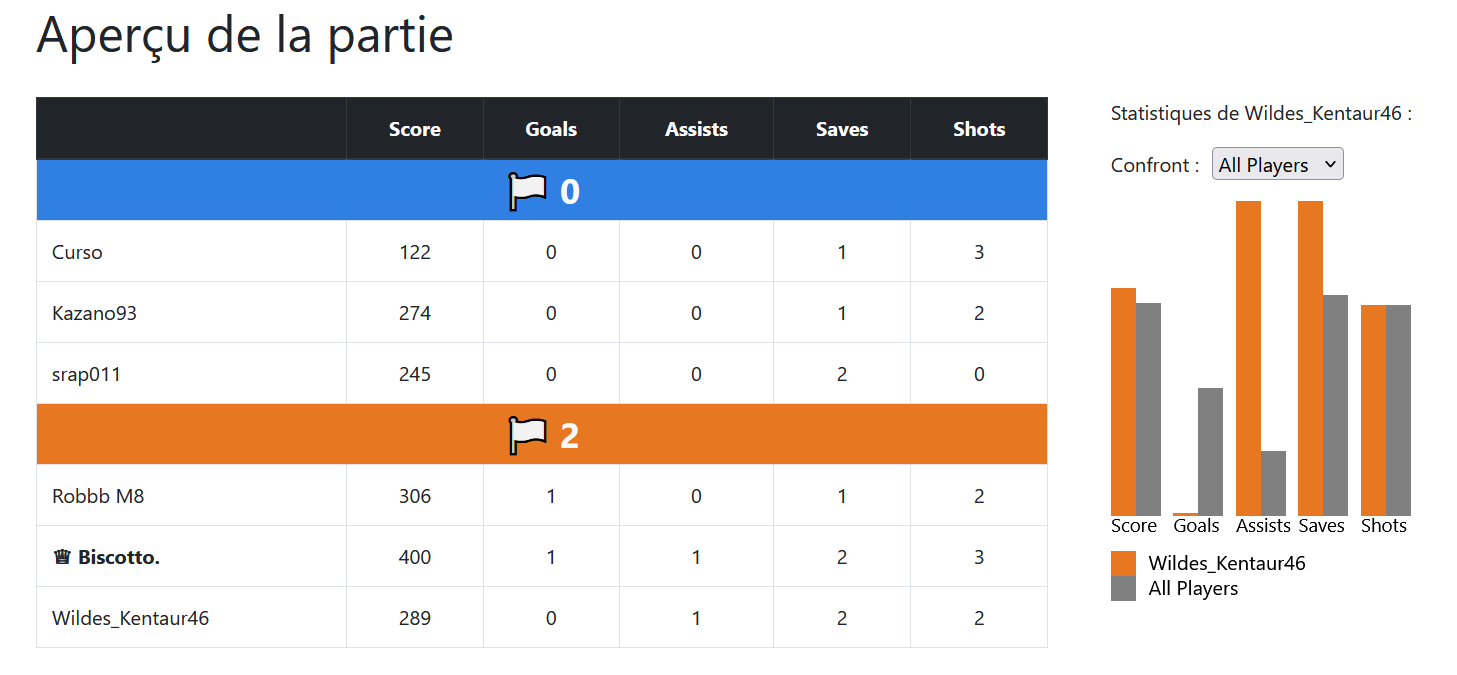 Aperçu de la partie
Score Goals Assists Saves Shots
0
Curso 122 0 0 1 3
Kazano93 274 0 0 1 2
srap011 245 0 0 2 0
2
Robbb M8 306 1 0 1 2
♕ Biscotto. 400 1 1 2 3
Wildes_Kentaur46 289 0 1 2 2
Statistiques de Wildes_Kentaur46 :
Confront : All Players
Score Goals Assists Saves Shots
Wildes_Kentaur46
All Players